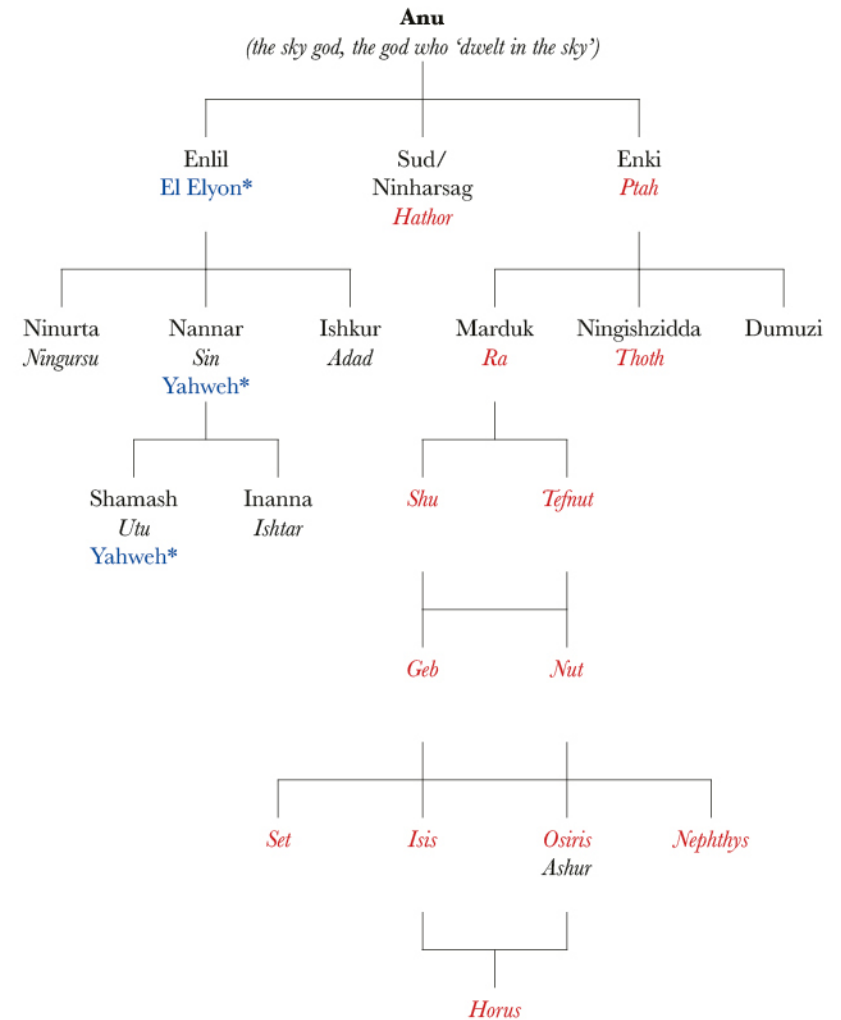 Anu
(the sky god, the god who ‘dwelt in the sky’)
Enlil
El Elyon*
Sud/
Ninharsag
Hathor
Enki
Ptah
Ninurta
Ningursu
Nannar
Sin
Yahweh*
Ishkur
Adad
Marduk
Ra
Ningishzidda
Thoth
Dumuzi
Shamash
Utu
Yahweh*
Inanna
Ishtar
Shu
Tefnut
Geb
Nut
Set
Isis
Osiris
Ashur
Nephthys
Horus